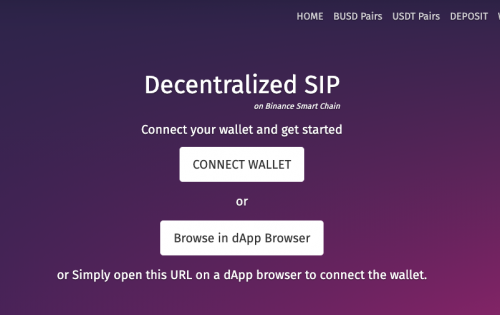 HOME BUSD Pairs USDT Pairs DEPOSIT
Decentralized SIP
on Binance Smart Chain
Connect your wallet and get started
CONNECT WALLET
or
Browse in dApp Browser
or Simply open this URL on a dApp browser to connect the wallet.